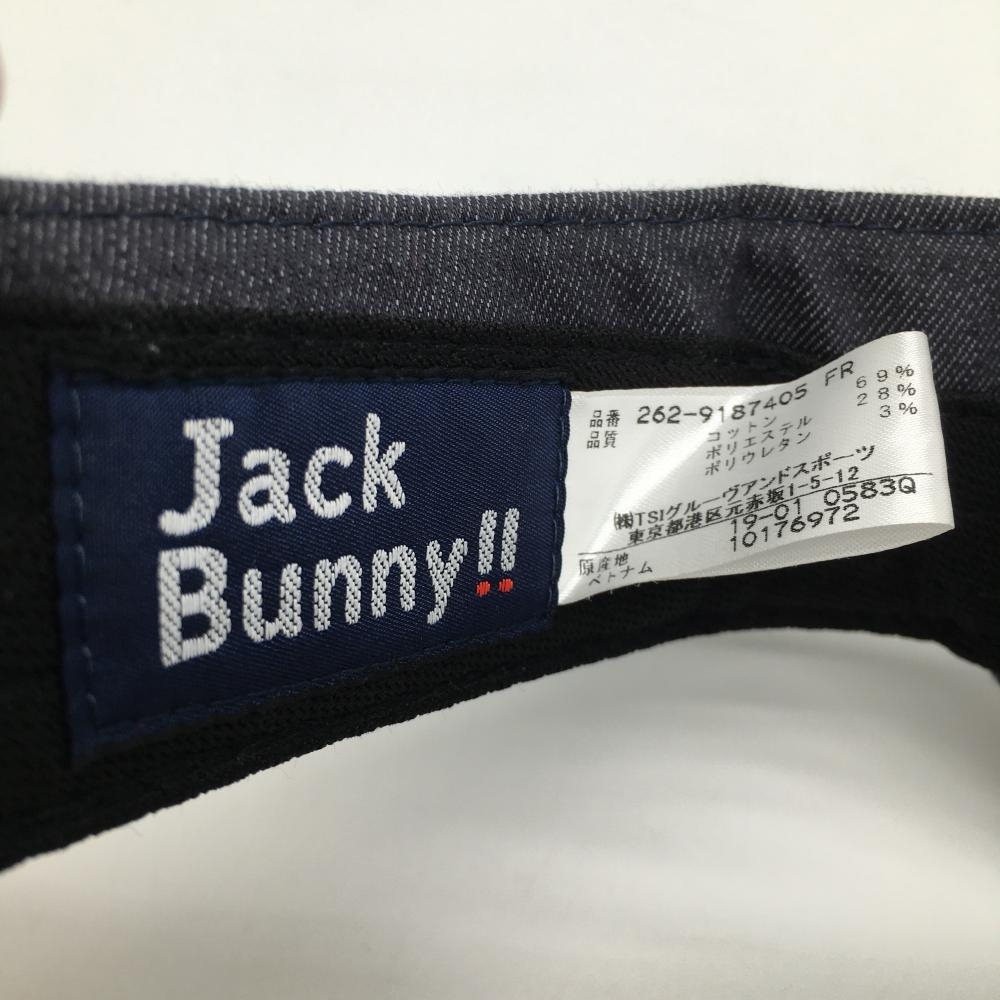 Jack
Bunny!!
品番 262-9187405 FR
品質 コットン 69%
ポリエステル 28%
ポリウレタン 3%
㈱TSIグルーヴアンドスポーツ
東京都港区元赤坂1-5-12
19-01 0583Q
10176972
原産地
ベトナム